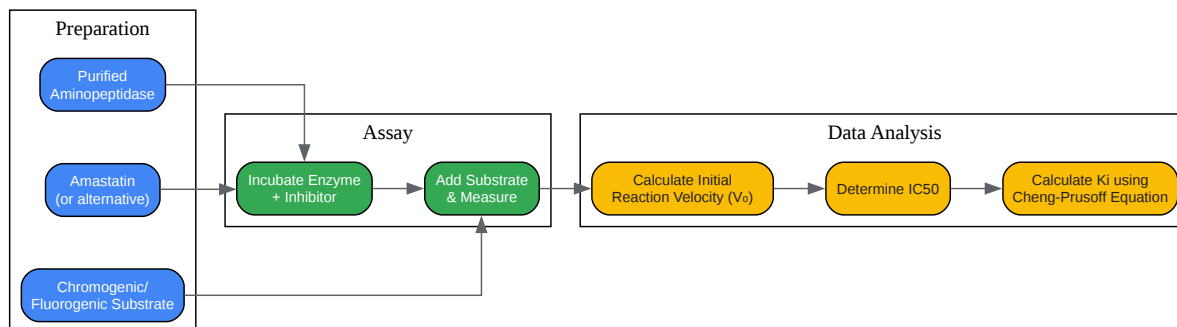 Preparation
Purified
Aminopeptidase
Amastatin
(or alternative)
Chromogenic/
Fluorogenic Substrate
Assay
Incubate Enzyme
+ Inhibitor
Add Substrate
& Measure
Data Analysis
Calculate Initial
Reaction Velocity (V₀)
Determine IC50
Calculate Ki using
Cheng-Prusoff Equation